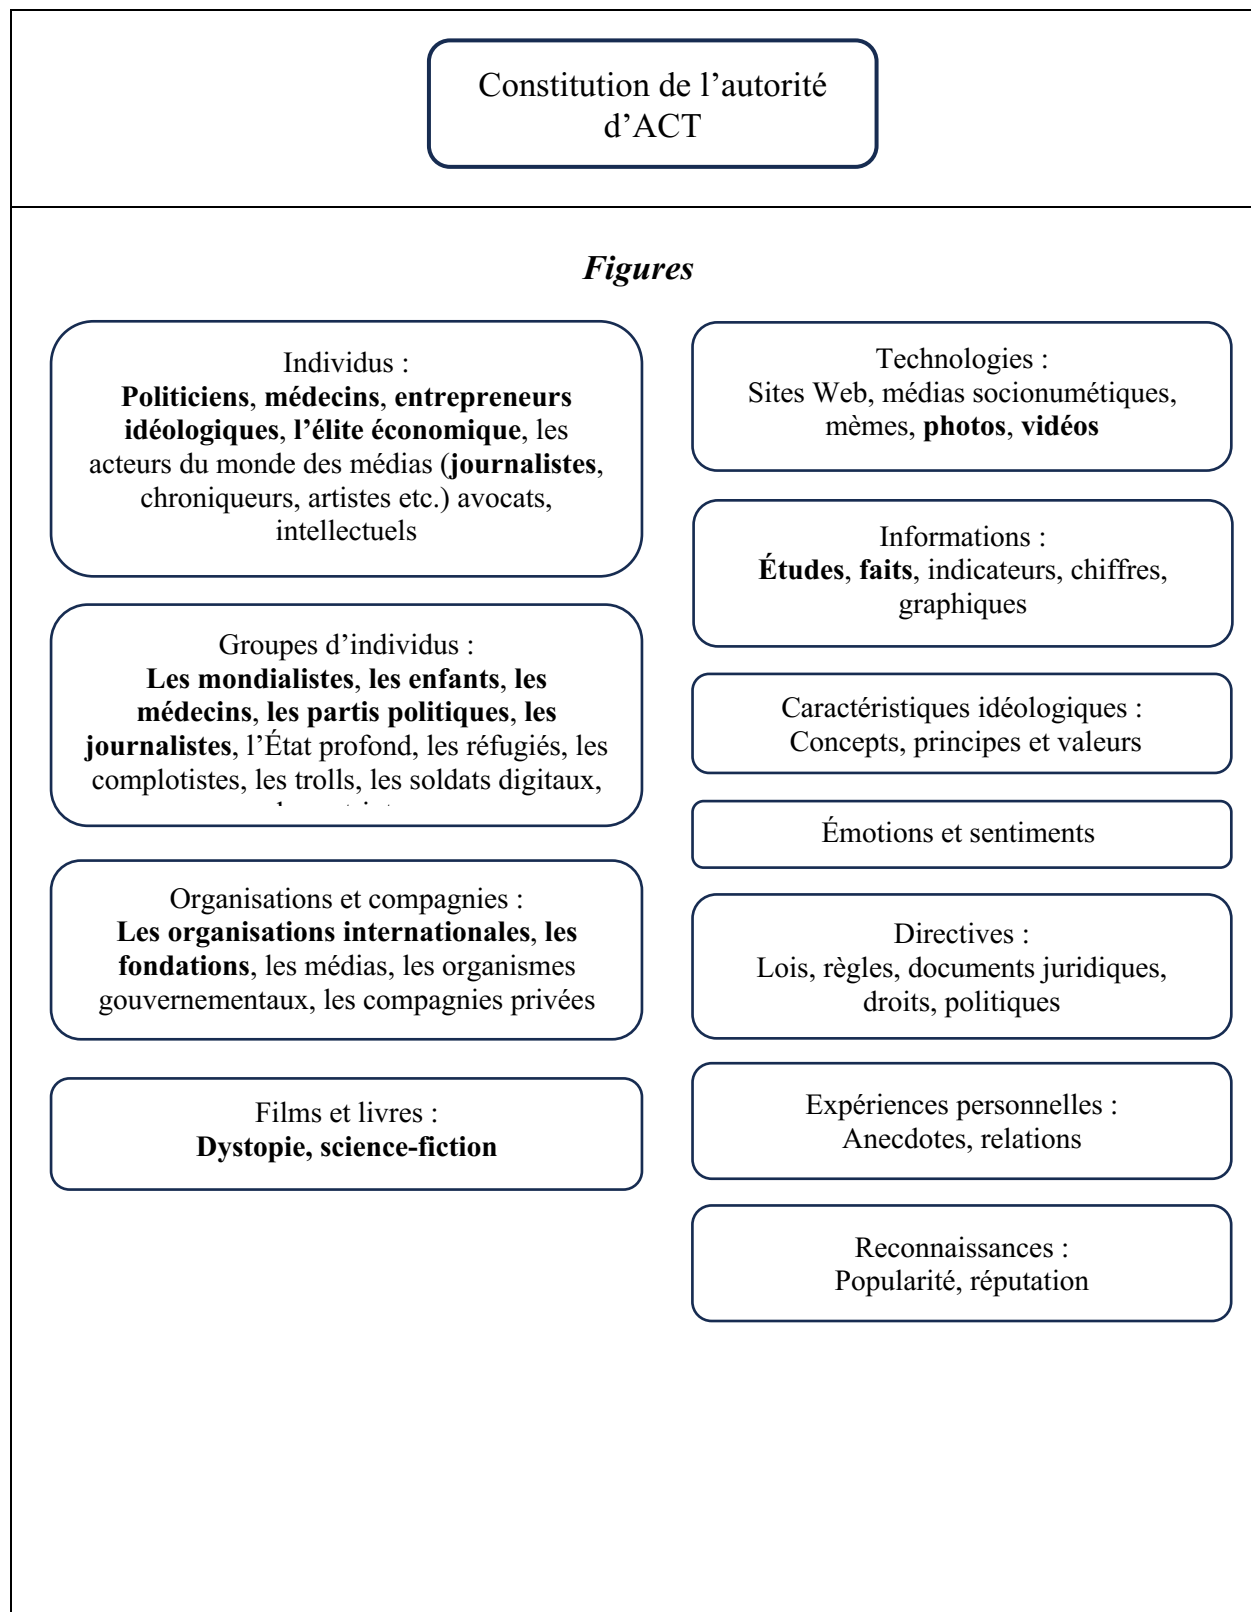 Constitution de l’autorité
d’ACT
Figures
Individus :
Politiciens, médecins, entrepreneurs
idéologiques, l’élite économique, les
acteurs du monde des médias (journalistes,
chroniqueurs, artistes etc.) avocats,
intellectuels
Groupes d’individus :
Les mondialistes, les enfants, les
médecins, les partis politiques, les
journalistes, l’État profond, les réfugiés, les
complotistes, les trolls, les soldats digitaux,
Organisations et compagnies :
Les organisations internationales, les
fondations, les médias, les organismes
gouvernementaux, les compagnies privées
Films et livres :
Dystopie, science-fiction
Technologies :
Sites Web, médias socionumétiques,
mèmes, photos, vidéos
Informations :
Études, faits, indicateurs, chiffres,
graphiques
Caractéristiques idéologiques :
Concepts, principes et valeurs
Émotions et sentiments
Directives :
Lois, règles, documents juridiques,
droits, politiques
Expériences personnelles :
Anecdotes, relations
Reconnaissances :
Popularité, réputation